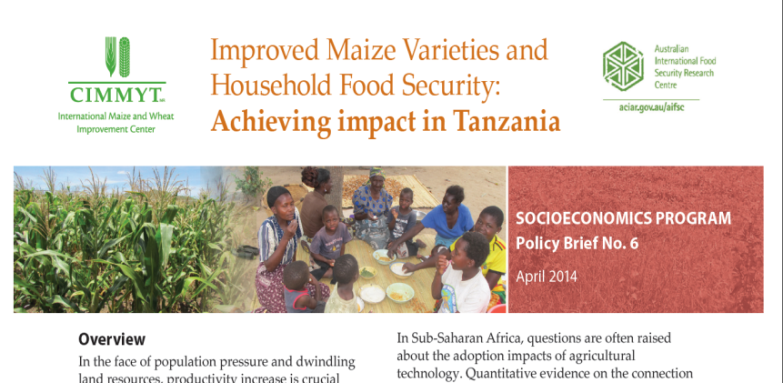 Improved Maize Varieties and
Household Food Security:
Achieving impact in Tanzania
CIMMYT
International Maize and Wheat
Improvement Center
Australian
International Food
Security Research
Centre
aciar.gov.au/aifsc
SOCIOECONOMICS PROGRAM
Policy Brief No. 6
April 2014
Overview
In the face of population pressure and dwindling
land resources, productivity increase is crucial
In Sub-Saharan Africa, questions are often raised
about the adoption impacts of agricultural
technology. Quantitative evidence on the connection